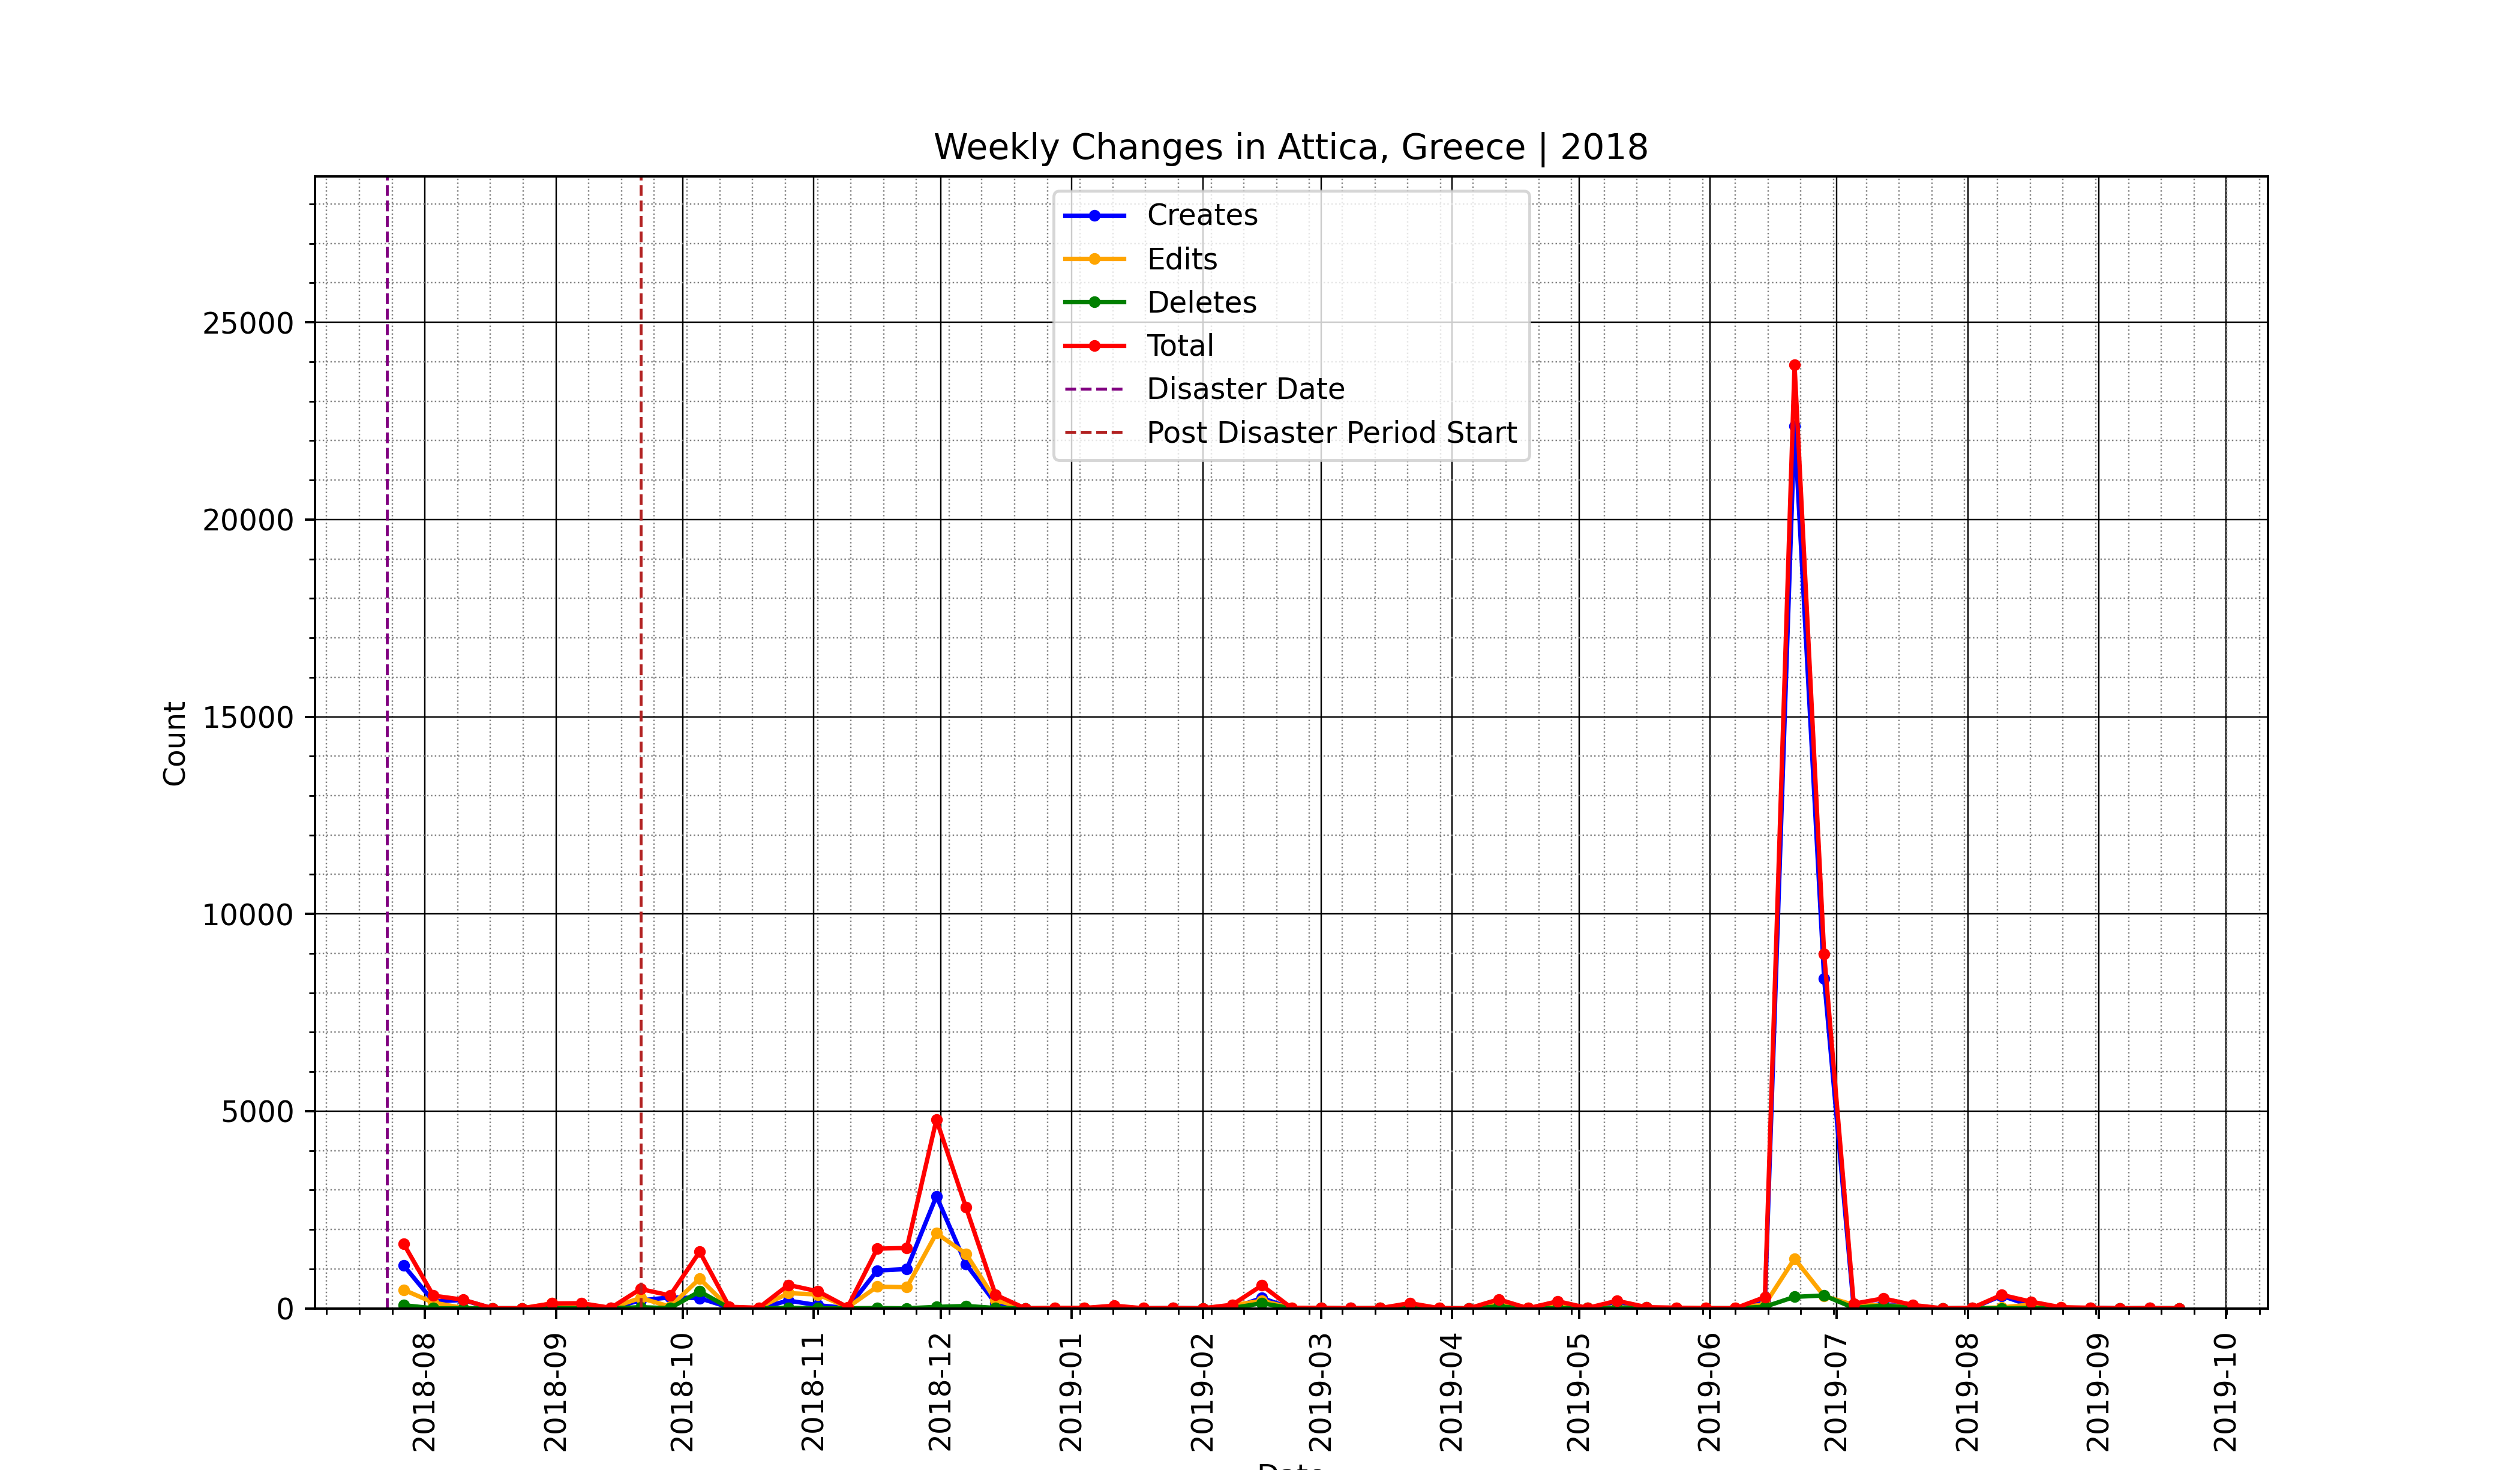 Weekly Changes in Attica, Greece | 2018
Creates
Edits
Deletes
Total
Disaster Date
Post Disaster Period Start
Count
25000
20000
15000
10000
5000
0
2018-08
2018-09
2018-10
2018-11
2018-12
2019-01
2019-02
2019-03
2019-04
2019-05
2019-06
2019-07
2019-08
2019-09
2019-10
Date